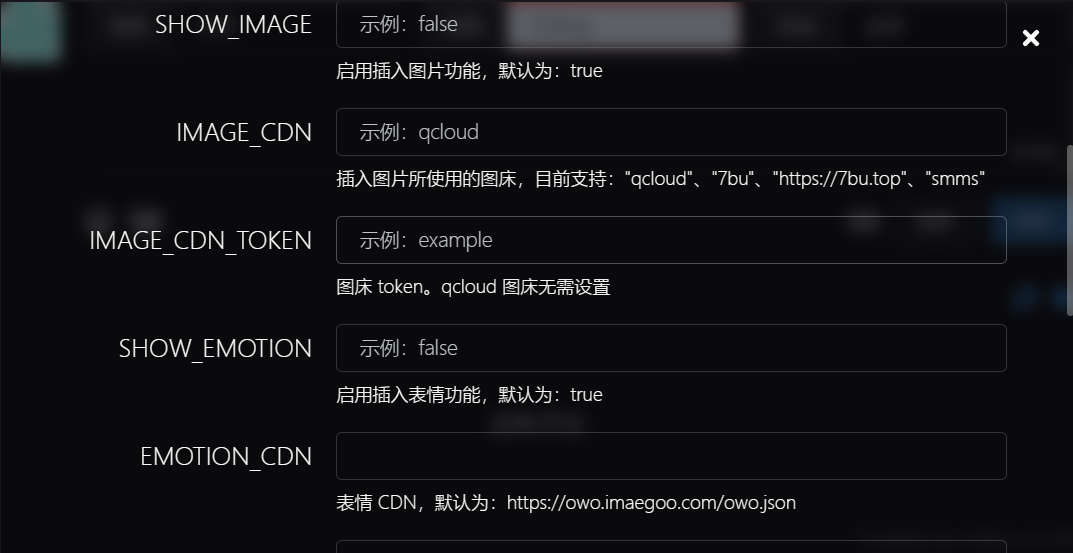 SHOW_IMAGE
示例：false
启用插入图片功能，默认为：true
IMAGE_CDN
示例：qcloud
插入图片所使用的图床，目前支持："qcloud"、"7bu"、"https://7bu.top"、"smms"
IMAGE_CDN_TOKEN
示例：example
图床 token。qcloud 图床无需设置
SHOW_EMOTION
示例：false
启用插入表情功能，默认为：true
EMOTION_CDN
表情 CDN，默认为：https://owo.imaegoo.com/owo.json